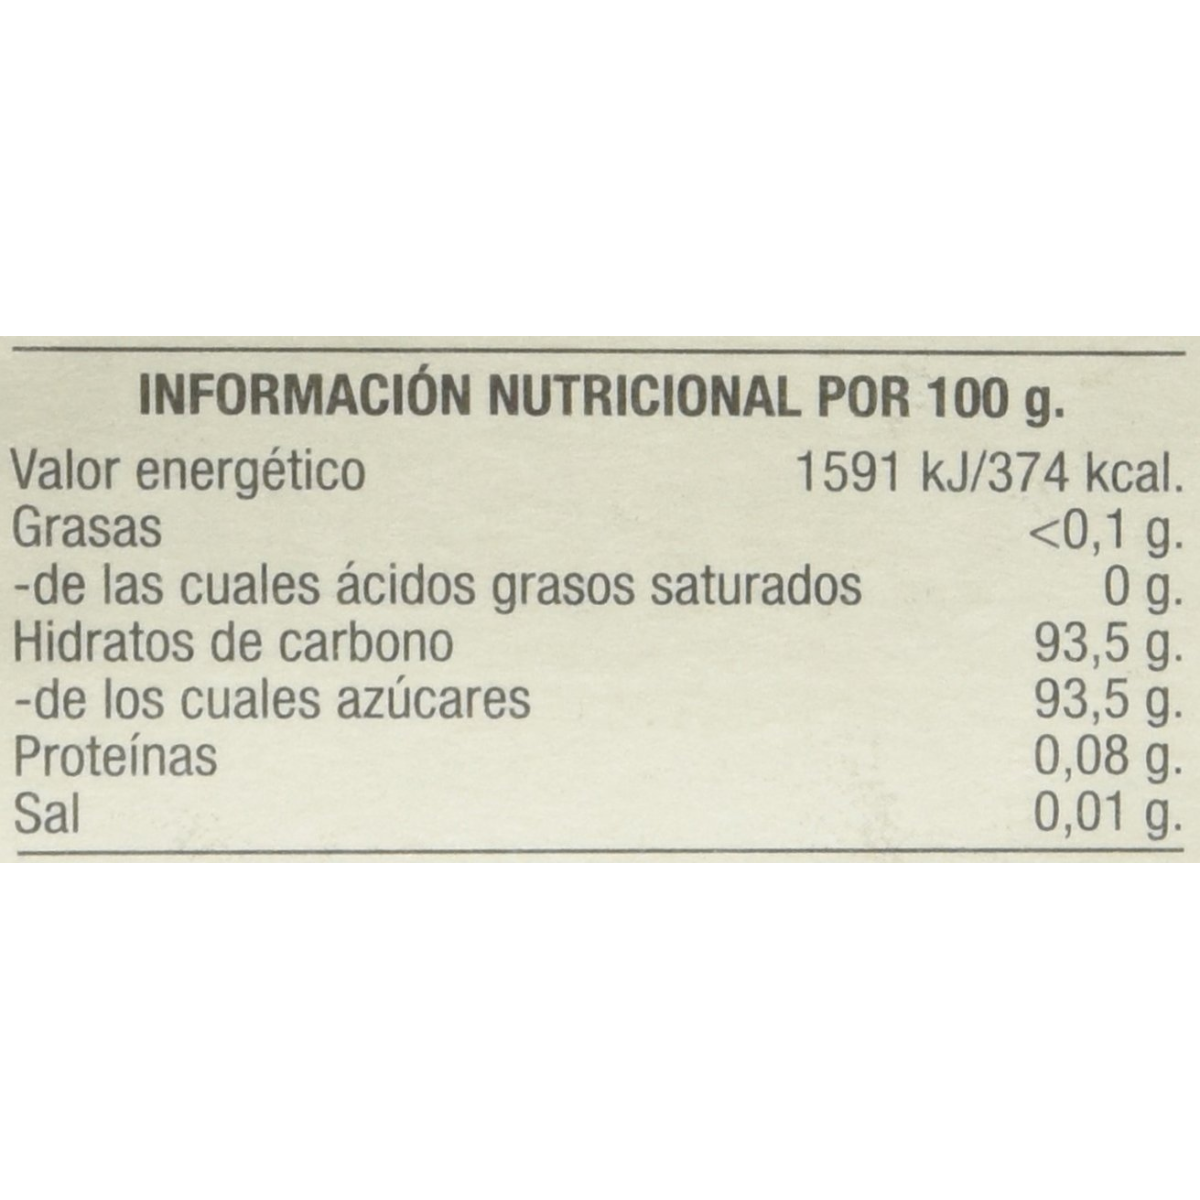 INFORMACIÓN NUTRICIONAL POR 100 g.
Valor energético 1591 kJ/374 kcal.
Grasas <0,1 g.
-de las cuales ácidos grasos saturados 0 g.
Hidratos de carbono 93,5 g.
-de los cuales azúcares 93,5 g.
Proteínas 0,08 g.
Sal 0,01 g.